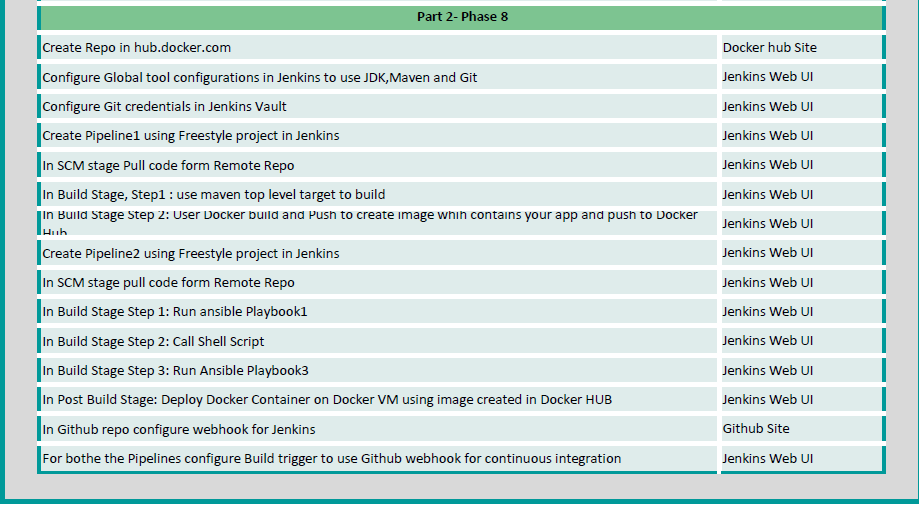 Part 2- Phase 8
Create Repo in hub.docker.com Docker hub Site
Configure Global tool configurations in Jenkins to use JDK,Maven and Git Jenkins Web UI
Configure Git credentials in Jenkins Vault Jenkins Web UI
Create Pipeline1 using Freestyle project in Jenkins Jenkins Web UI
In SCM stage Pull code form Remote Repo Jenkins Web UI
In Build Stage, Step1 : use maven top level target to build Jenkins Web UI
In Build Stage Step 2: User Docker build and Push to create image whih contains your app and push to Docker Jenkins Web UI
Hub
Create Pipeline2 using Freestyle project in Jenkins Jenkins Web UI
In SCM stage pull code form Remote Repo Jenkins Web UI
In Build Stage Step 1: Run ansible Playbook1 Jenkins Web UI
In Build Stage Step 2: Call Shell Script Jenkins Web UI
In Build Stage Step 3: Run Ansible Playbook3 Jenkins Web UI
In Post Build Stage: Deploy Docker Container on Docker VM using image created in Docker HUB Jenkins Web UI
In Github repo configure webhook for Jenkins Github Site
For bothe the Pipelines configure Build trigger to use Github webhook for continuous integration Jenkins Web UI